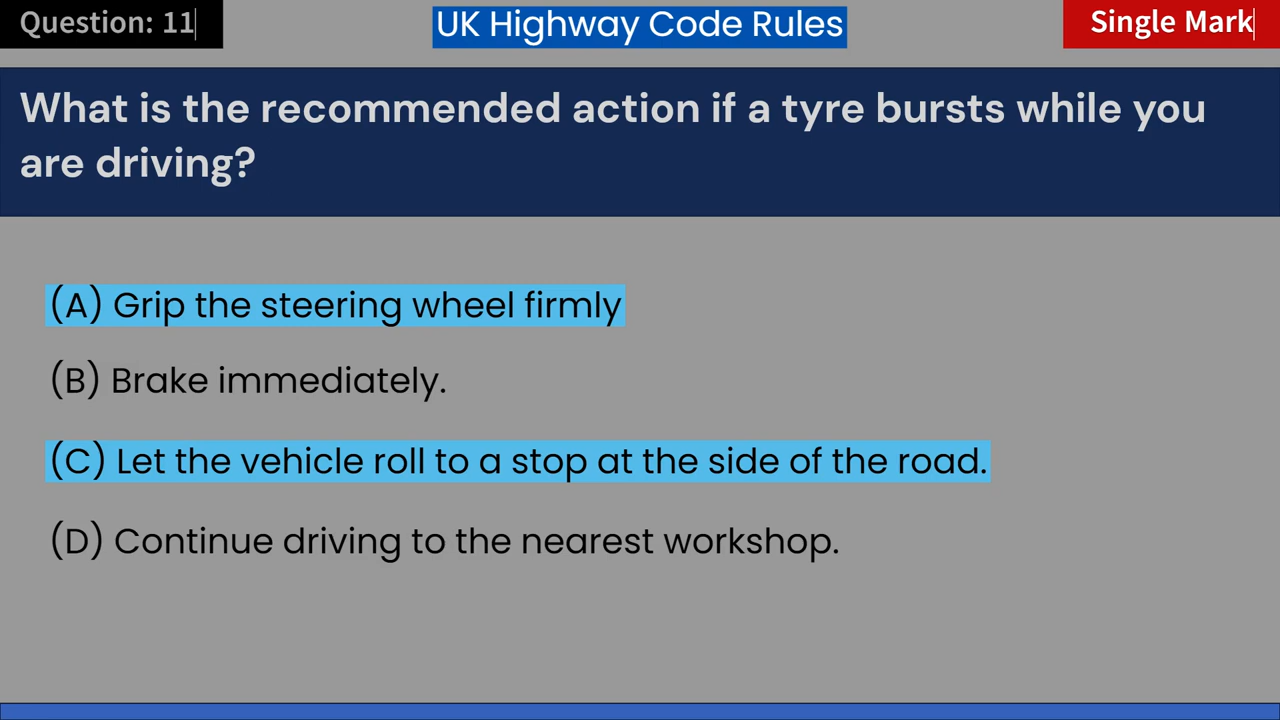 Question: 11
UK Highway Code Rules
Single Mark
What is the recommended action if a tyre bursts while you
are driving?
(A) Grip the steering wheel firmly
(B) Brake immediately.
(C) Let the vehicle roll to a stop at the side of the road.
(D) Continue driving to the nearest workshop.